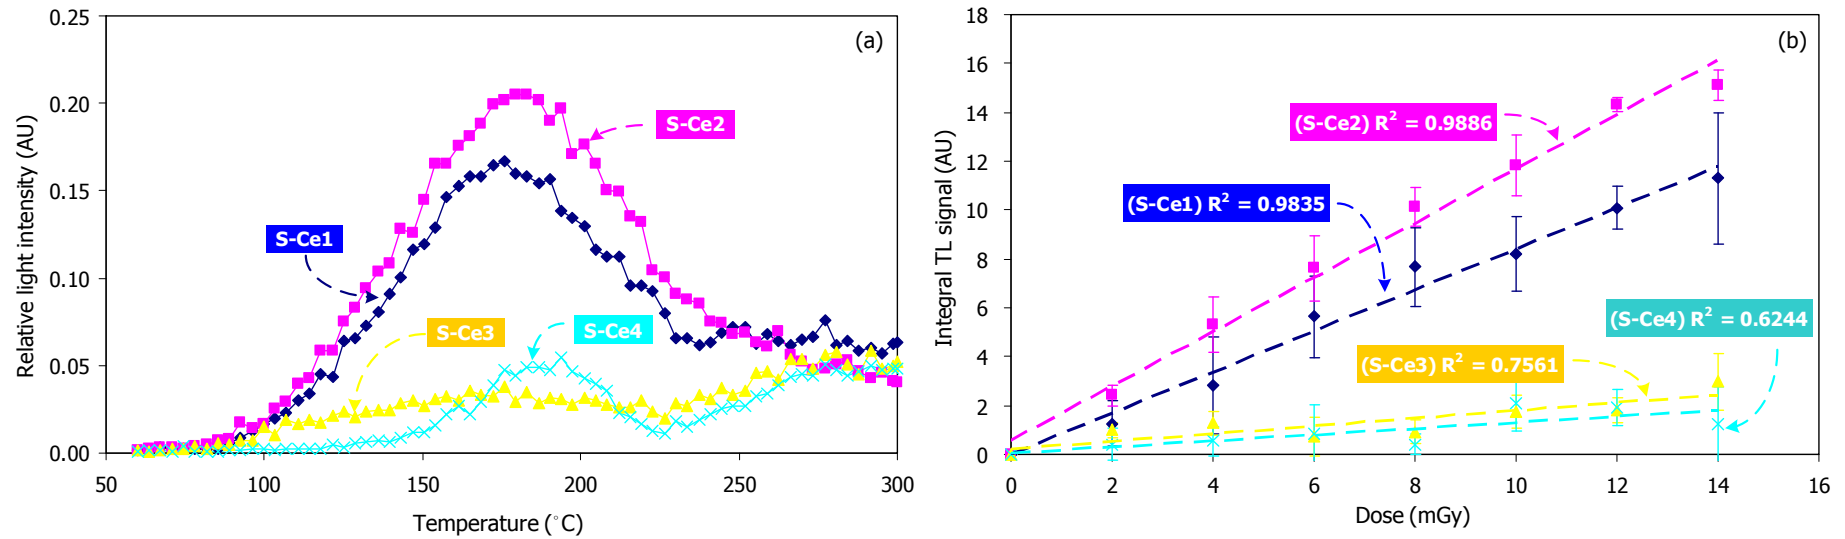 (a)
Relative light intensity (AU)
0.25
0.20
0.15
0.10
0.05
0.00
50
100
150
200
250
300
Temperature (°C)
S-Ce1
S-Ce2
S-Ce3
S-Ce4
(b)
Integral TL signal (AU)
18
16
14
12
10
8
6
4
2
0
0
2
4
6
8
10
12
14
16
Dose (mGy)
(S-Ce2) R² = 0.9886
(S-Ce1) R² = 0.9835
(S-Ce4) R² = 0.6244
(S-Ce3) R² = 0.7561